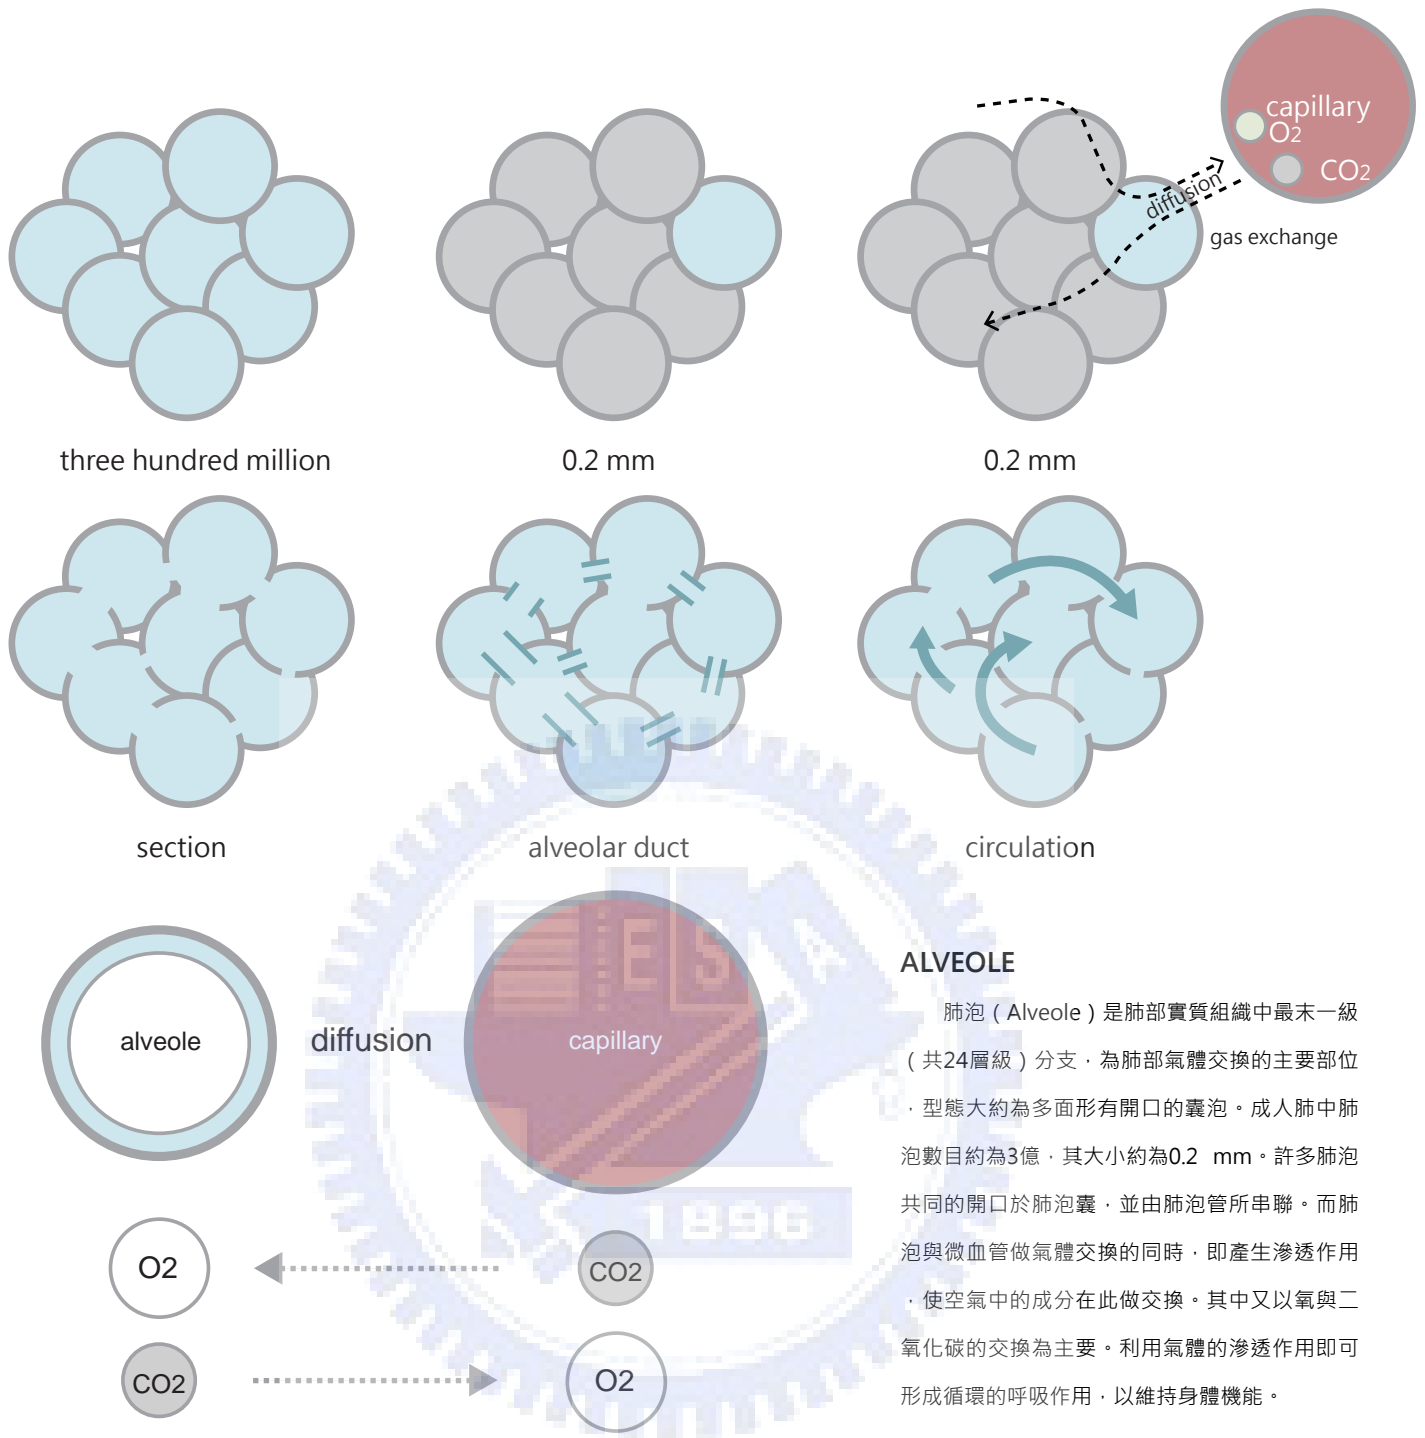 capillary
O2
CO2
diffusion
gas exchange
three hundred million
0.2 mm
0.2 mm
section
alveolar duct
circulation
alveole
diffusion
capillary
O2
CO2
CO2
O2
ALVEOLE
肺泡（Alveole）是肺部實質組織中最末一級
（共24層級）分支，為肺部氣體交換的主要部位
，型態大約為多面形有開口的囊泡。成人肺中肺
泡數目約為3億，其大小約為0.2 mm。許多肺泡
共同的開口於肺泡囊，並由肺泡管所串聯。而肺
泡與微血管做氣體交換的同時，即產生滲透作用
，使空氣中的成分在此做交換。其中又以氧與二
氧化碳的交換為主要。利用氣體的滲透作用即可
形成循環的呼吸作用，以維持身體機能。
E S A
1896